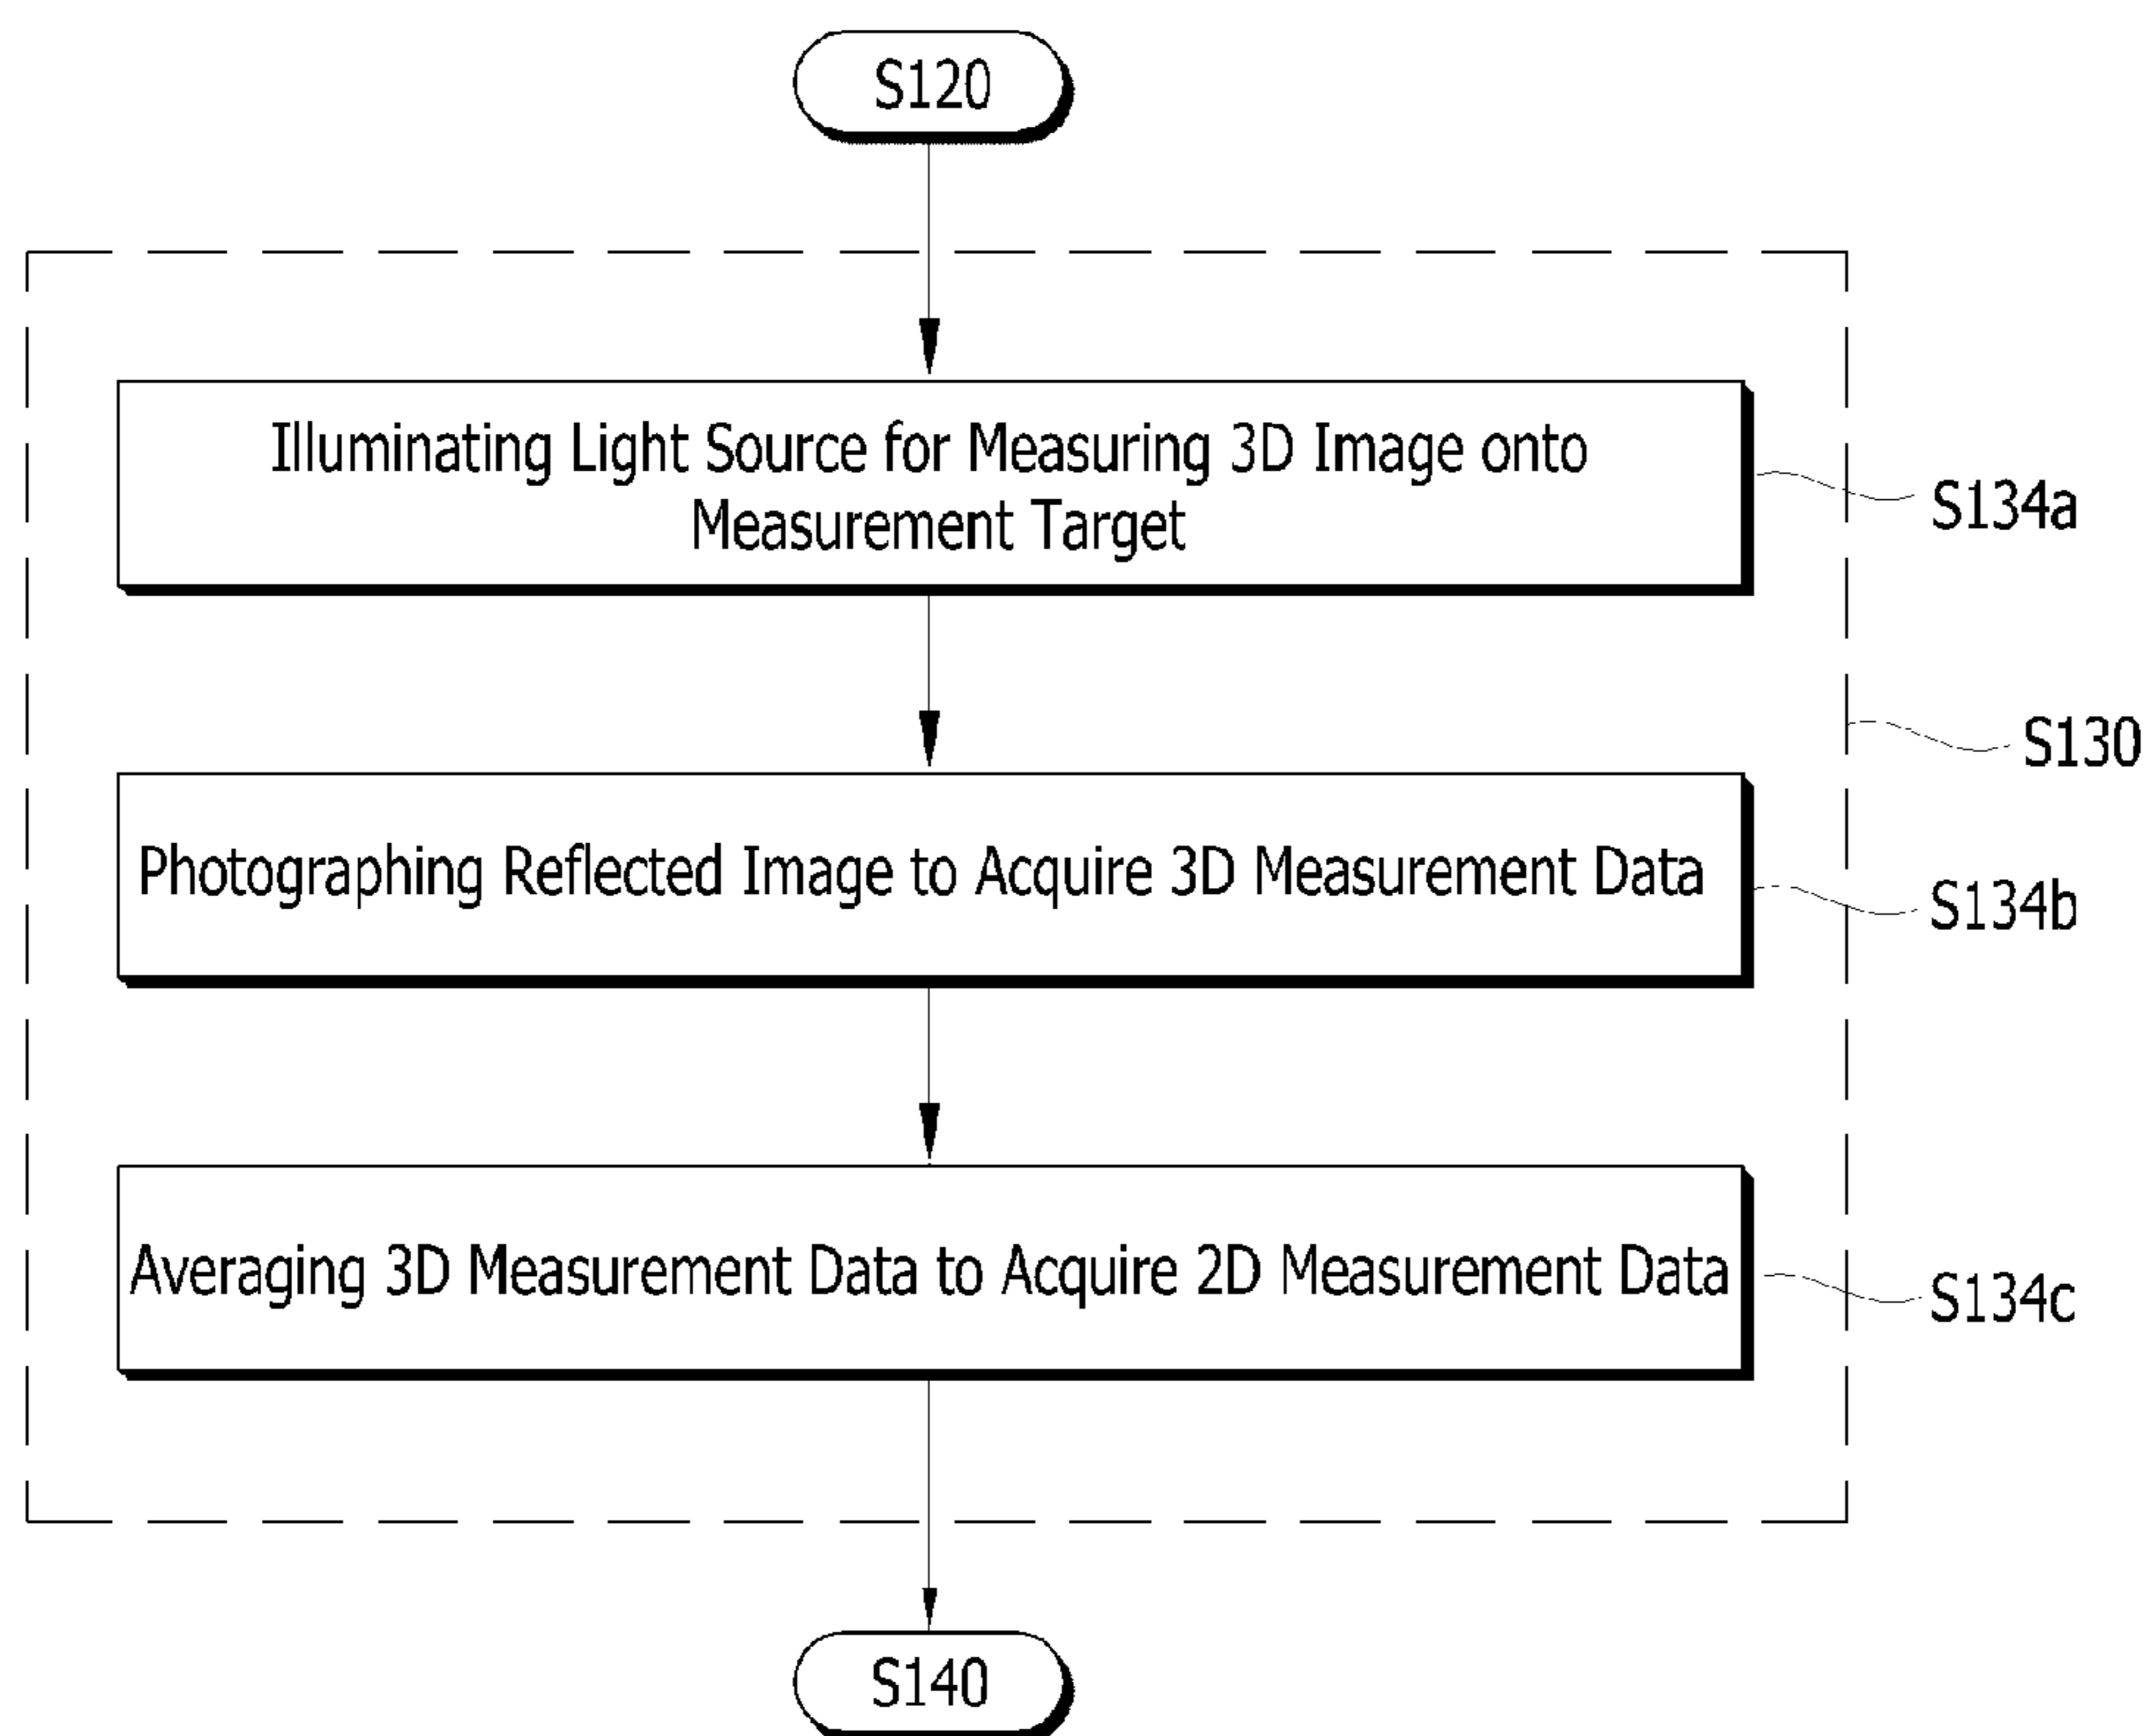 S120
Illuminating Light Source for Measuring 3D Image onto
Measurement Target
S134a
S130
Photographing Reflected Image to Acquire 3D Measurement Data
S134b
Averaging 3D Measurement Data to Acquire 2D Measurement Data
S134c
S140